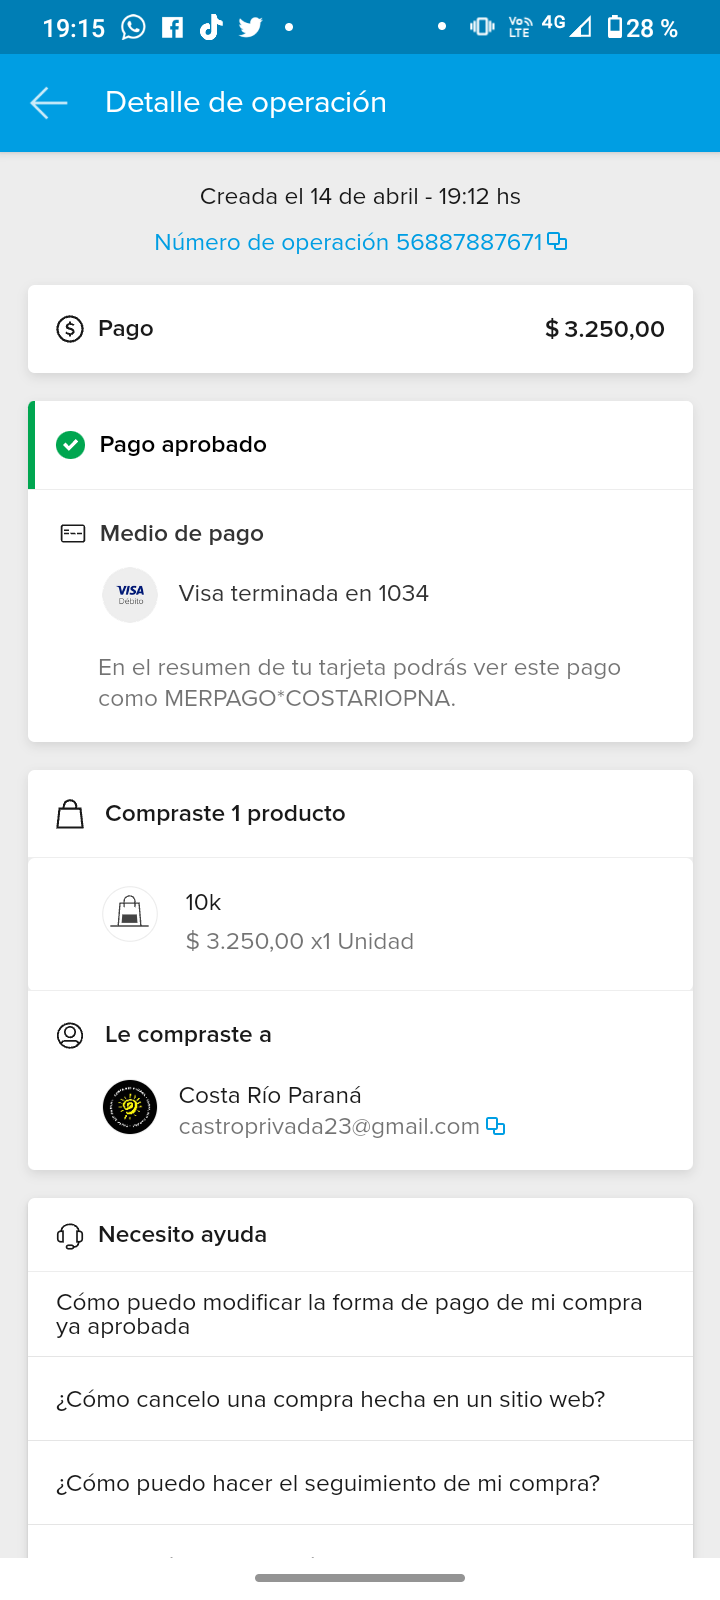 19:15
Vo LTE 4G 28 %
Detalle de operación
Creada el 14 de abril - 19:12 hs
Número de operación 56887887671
Pago $ 3.250,00
Pago aprobado
Medio de pago
VISA
Débito
Visa terminada en 1034
En el resumen de tu tarjeta podrás ver este pago
como MERPAGO*COSTARIOPNA.
Compraste 1 producto
10k
$ 3.250,00 x1 Unidad
Le compraste a
Costa Río Paraná
castroprivada23@gmail.com
Necesito ayuda
Cómo puedo modificar la forma de pago de mi compra
ya aprobada
¿Cómo cancelo una compra hecha en un sitio web?
¿Cómo puedo hacer el seguimiento de mi compra?